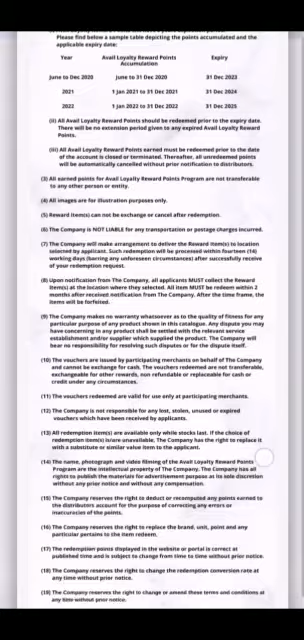 Please find below a sample table depicting the points accumulated and the
applicable expiry date:
Year Avail Loyalty Reward Points Expiry
Accumulation
June to Dec 2020 June to 31 Dec 2020 31 Dec 2023
2021 1 Jan 2021 to 31 Dec 2021 31 Dec 2024
2022 1 Jan 2022 to 31 Dec 2022 31 Dec 2025
(ii) All Avail Loyalty Reward Points should be redeemed prior to the expiry date.
There will be no extension period given to any expired Avail Loyalty Reward
Points.
(iii) All Avail Loyalty Reward Points earned must be redeemed prior to the date
of the account is closed or terminated. Thereafter, all unredeemed points
will be automatically cancelled without prior notification to distributors.
(3) All earned points for Avail Loyalty Reward Points Program are not transferable
to any other person or entity.
(4) All images are for illustration purposes only.
(5) Reward Item(s) can not be exchange or cancel after redemption.
(6) The Company is NOT LIABLE for any transportation or postage charges incurred.
(7) The Company will make arrangement to deliver the Reward Item(s) to location
selected by applicant. Such redemption will be processed within fourteen (14)
working days (barring any unforeseen circumstances) after successfully receive
of your redemption request.
(8) Upon notification from The Company, all applicants MUST collect the Reward
Item(s) at the location where they selected. All item MUST be redeem within 2
months after received notification from The Company. After the time frame, the
items will be forfeited.
(9) The Company makes no warranty whatsoever as to the quality of fitness for any
particular purpose of any product shown in this catalogue. Any dispute you may
have concerning in any product shall be settled with the relevant service
establishment and/or supplier which supplied the product. The Company will
bear no responsibility for resolving such disputes or for the dispute itself.
(10) The vouchers are issued by participating merchants on behalf of The Company
and cannot be exchange for cash. The vouchers redeemed are not transferable,
exchangeable for other rewards, non refundable or replaceable for cash or
credit under any circumstances.
(11) The vouchers redeemed are valid for use only at participating merchants.
(12) The Company is not responsible for any lost, stolen, unused or expired
vouchers which have been received by applicants.
(13) All redemption item(s) are available only while stocks last. If the choice of
redemption item(s) is/are unavailable, The Company has the right to replace it
with a substitute or similar value item to the applicant.
(14) The name, photograph and video filming of the Avail Loyalty Reward Points
Program are the intellectual property of The Company. The Company has all
rights to publish the materials for advertisement purpose at its sole discretion
without any prior notice and without any compensation.
(15) The Company reserves the right to deduct or recomputed any points earned to
the distributors account for the purpose of correcting any errors or
inaccuracies of the points.
(16) The Company reserves the right to replace the brand, unit, point and any
particular pertains to the item redeem.
(17) The redemption points displayed in the website or portal is correct at
published time and is subject to change from time to time without prior notice.
(18) The Company reserves the right to change the redemption conversion rate at
any time without prior notice.
(19) The Company reserves the right to change or amend these terms and conditions at
any time without prior notice.